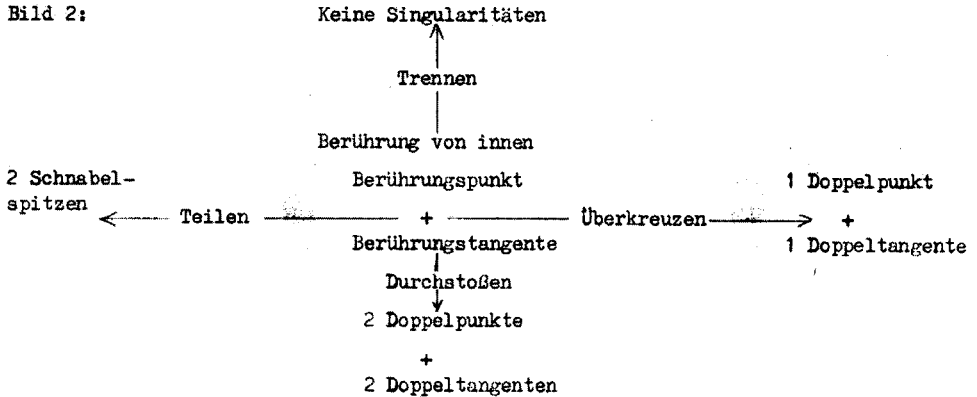 Bild 2:
Keine Singularitäten
Trennen
Berührung von innen
2 Schnabel-
spitzen
Berührungspunkt
1 Doppelpunkt
Teilen
+
Überkreuzen
+
Berührungstangente
1 Doppeltangente
Durchstoßen
2 Doppelpunkte
+
2 Doppeltangenten